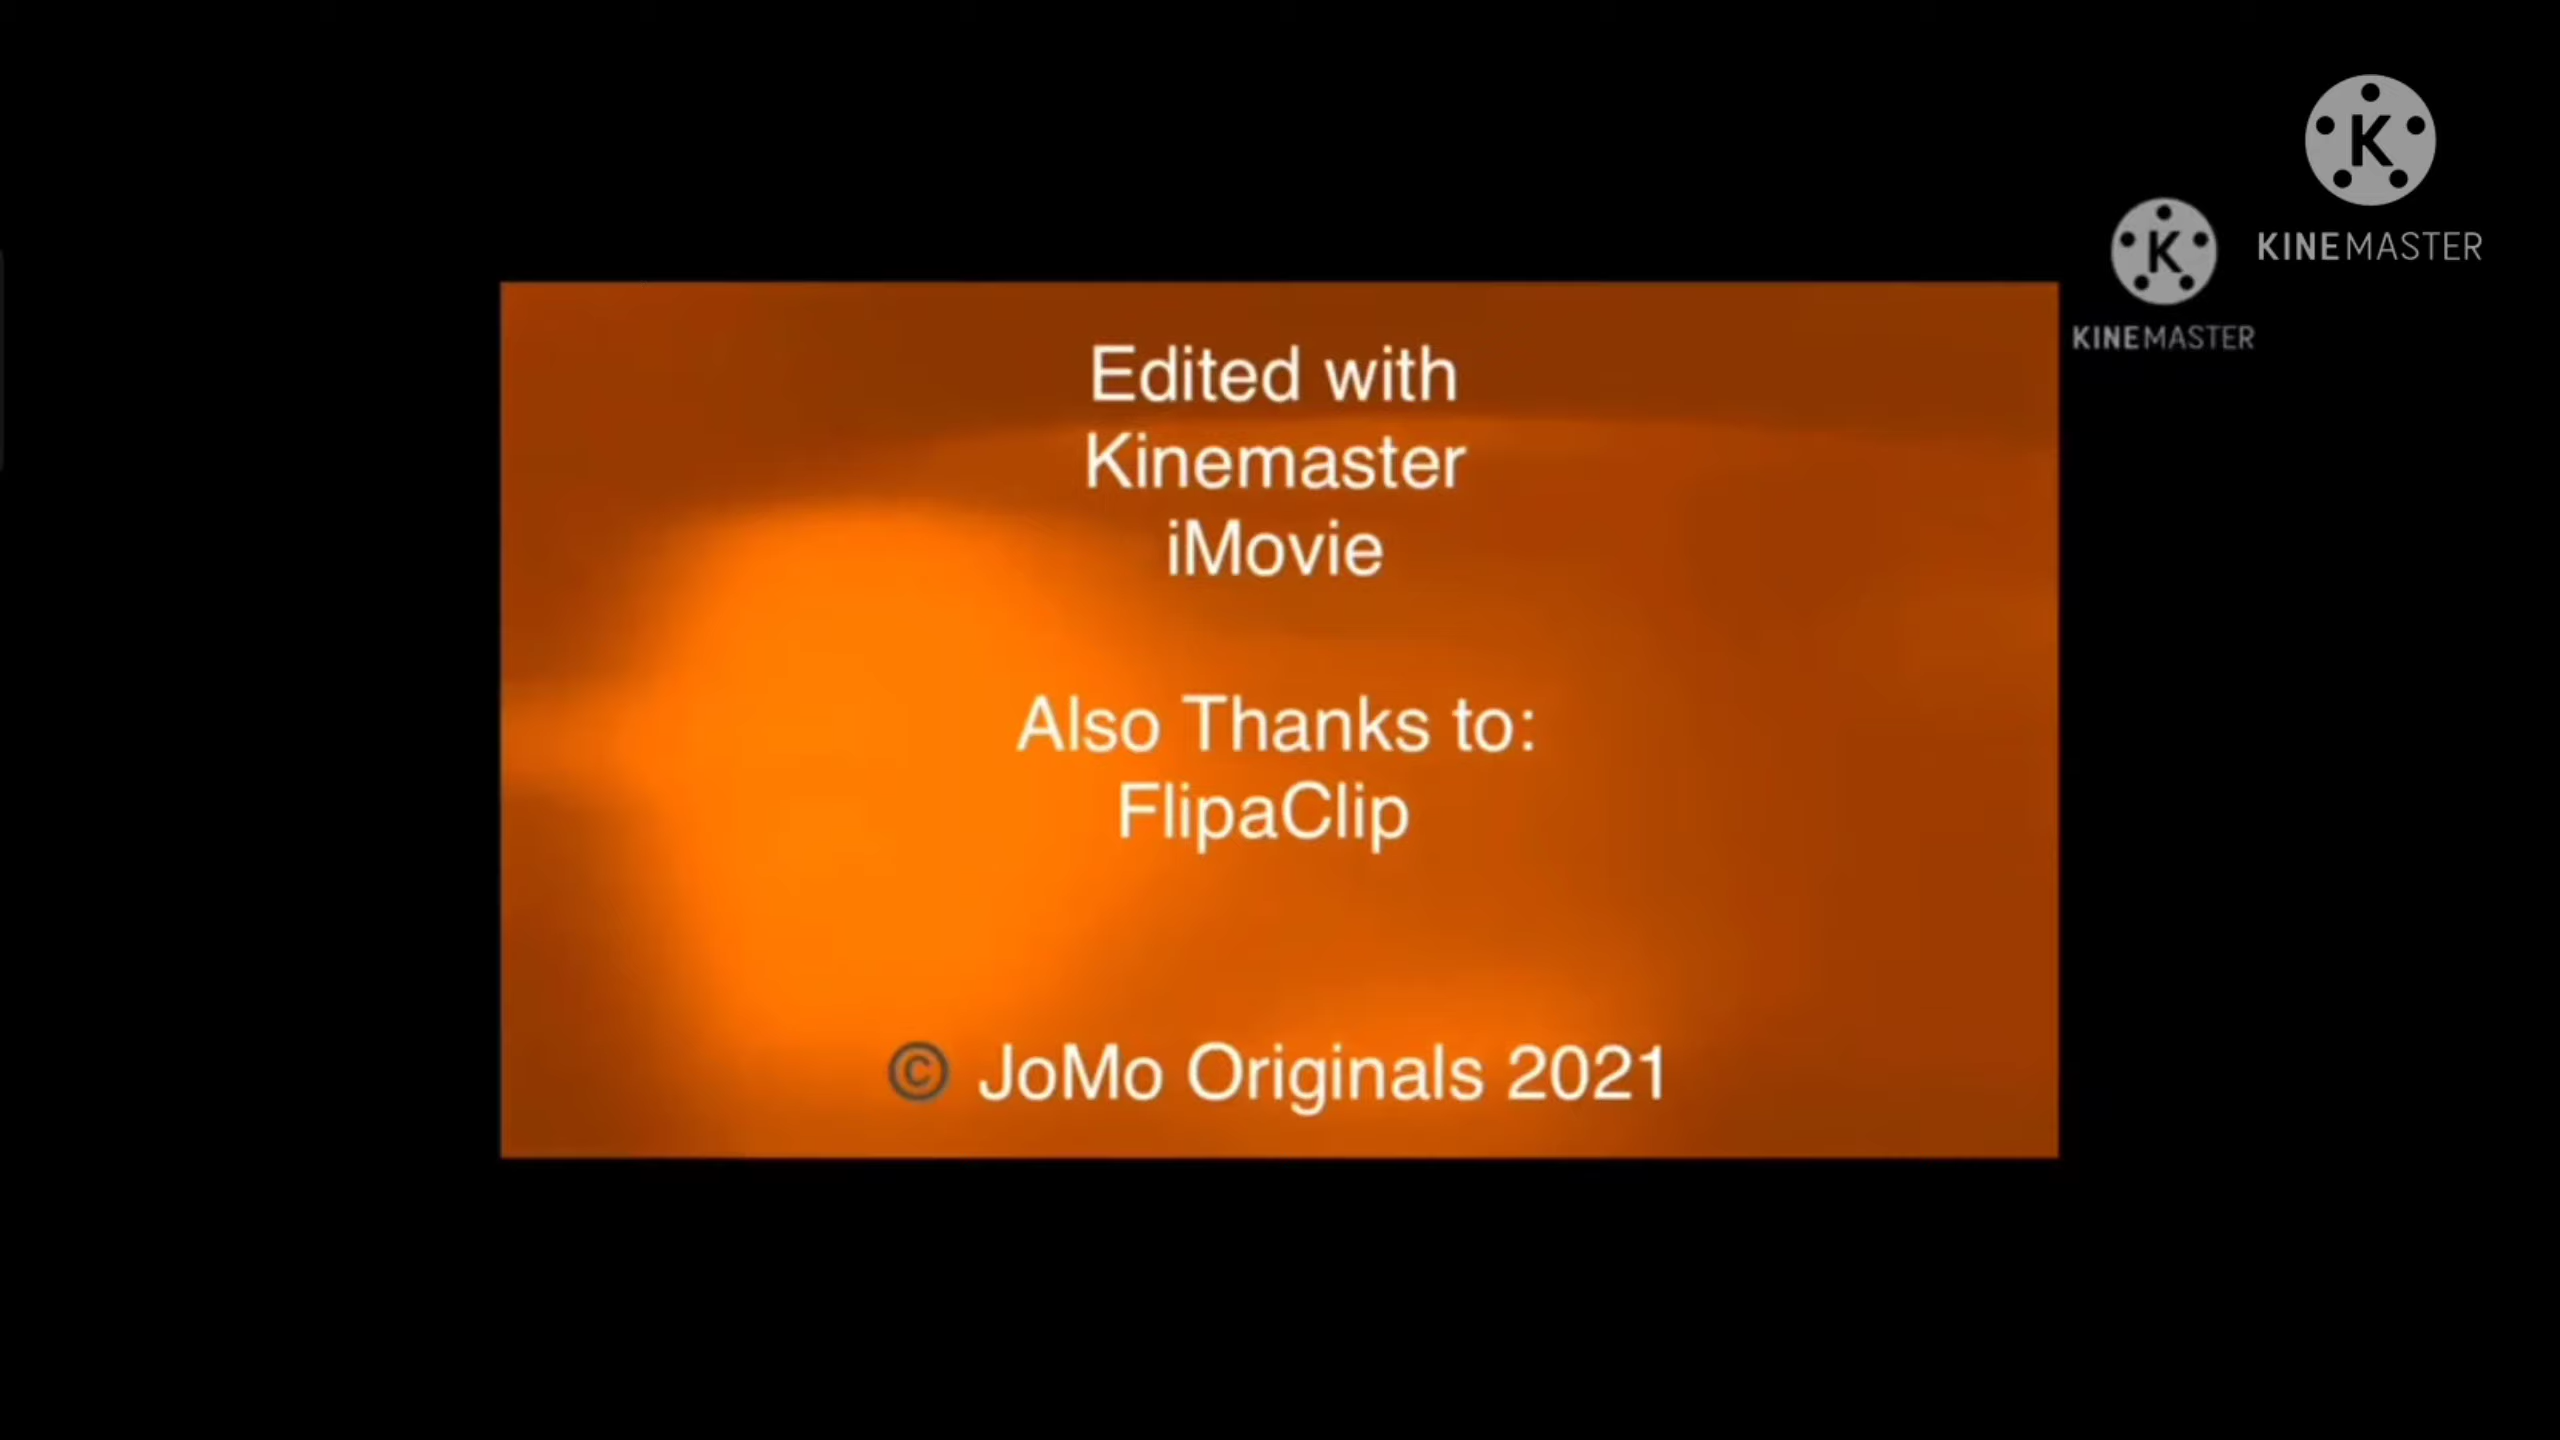 K
KINEMASTER
K
KINEMASTER
Edited with
Kinemaster
iMovie
Also Thanks to:
FlipaClip
© JoMo Originals 2021